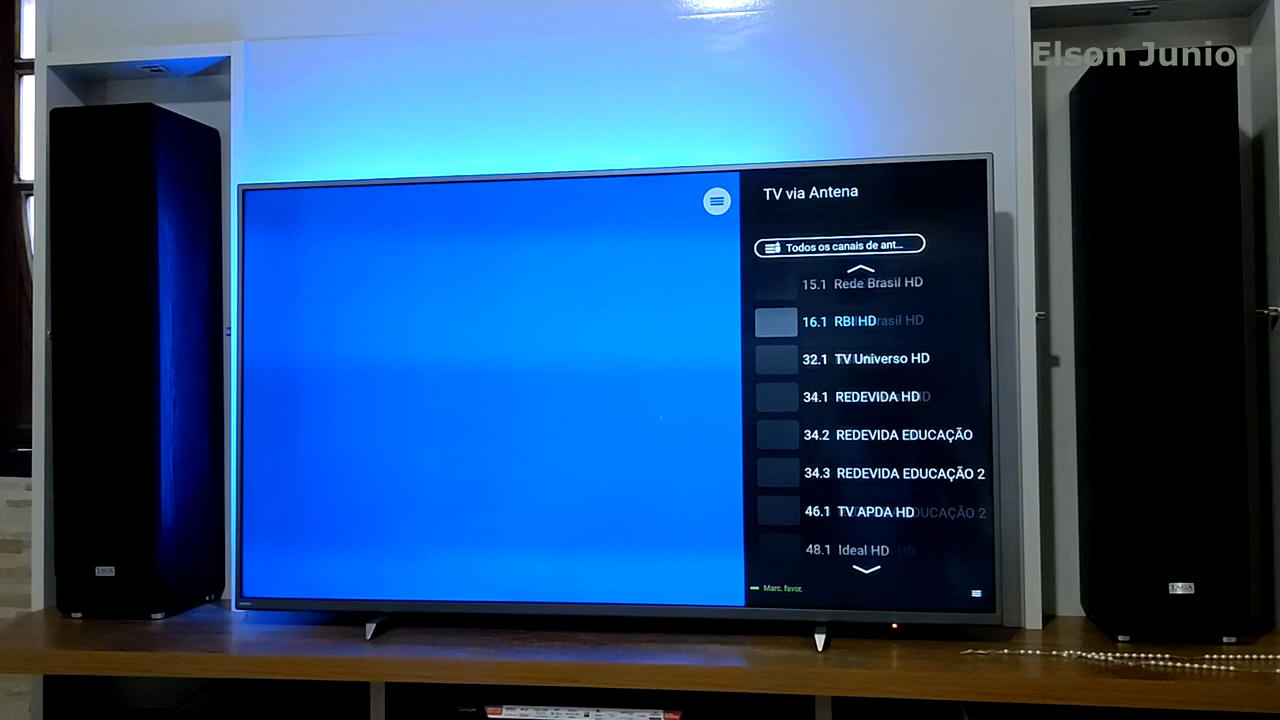 Elson Junior
TV via Antena
Todos os canais de ant...
15.1 Rede Brasil HD
16.1 RBI HD
32.1 TV Universo HD
34.1 REDEVIDA HD
34.2 REDEVIDA EDUCAÇÃO
34.3 REDEVIDA EDUCAÇÃO 2
46.1 TV APDA HD
48.1 Ideal HD
Marc. favor.
TAGA
TAGA